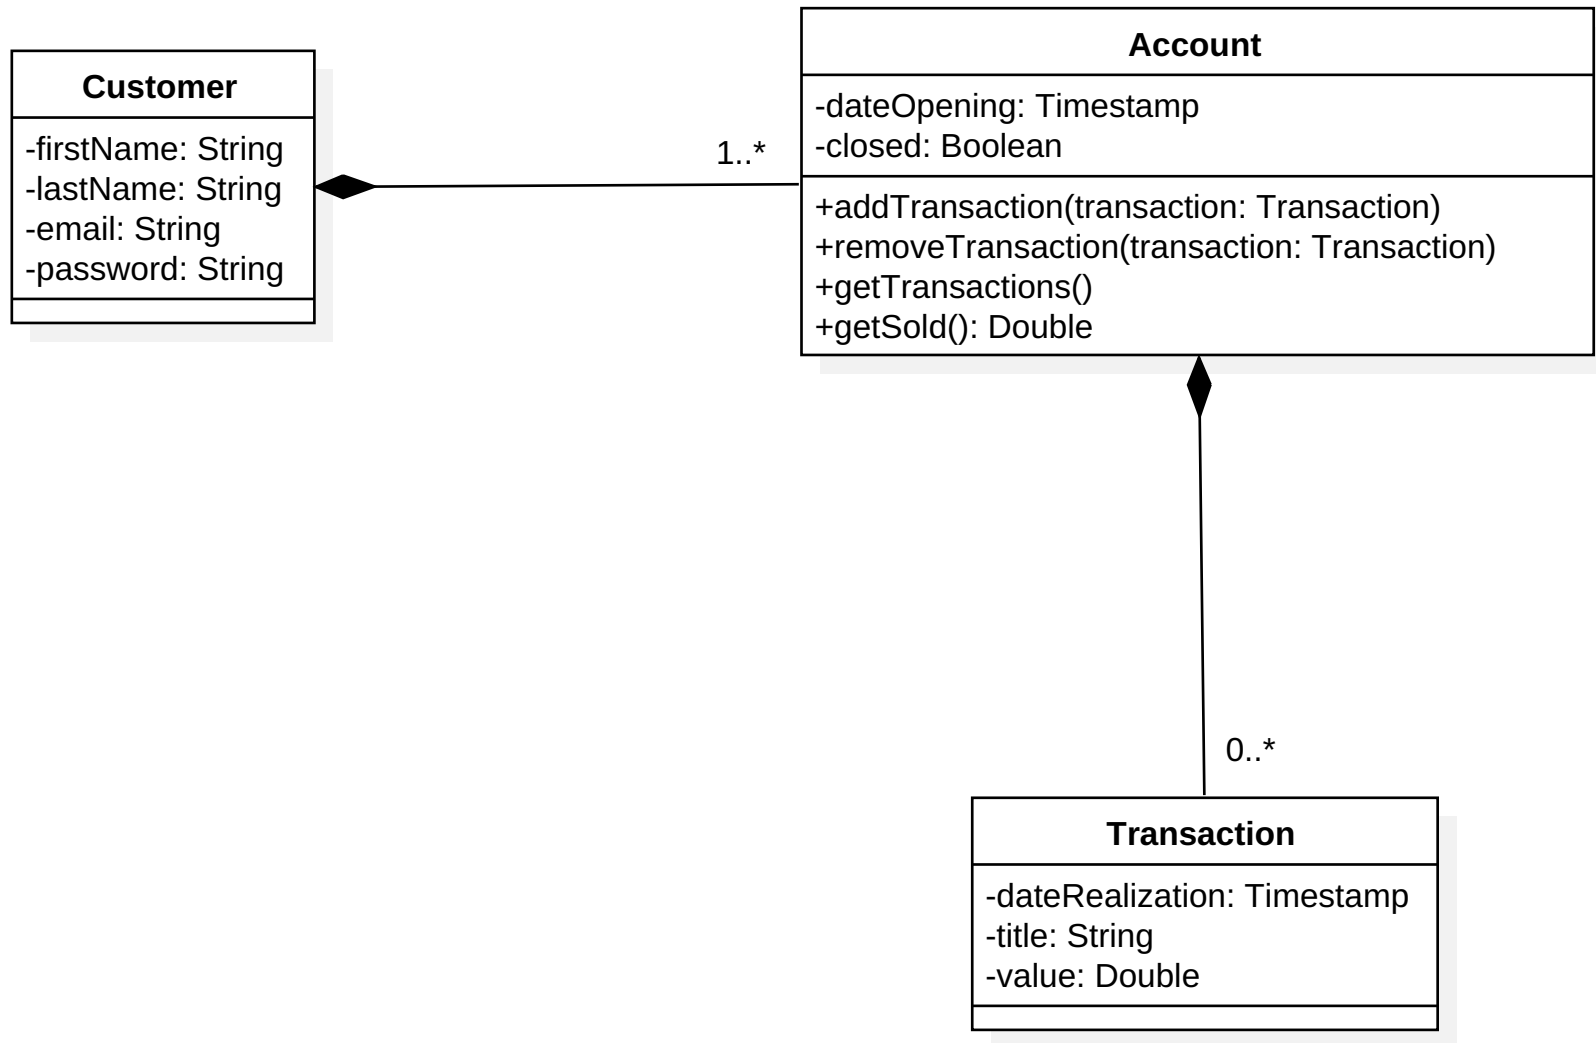 Customer
-firstName: String
-lastName: String
-email: String
-password: String
1..*
Account
-dateOpening: Timestamp
-closed: Boolean
+addTransaction(transaction: Transaction)
+removeTransaction(transaction: Transaction)
+getTransactions()
+getSold(): Double
0..*
Transaction
-dateRealization: Timestamp
-title: String
-value: Double